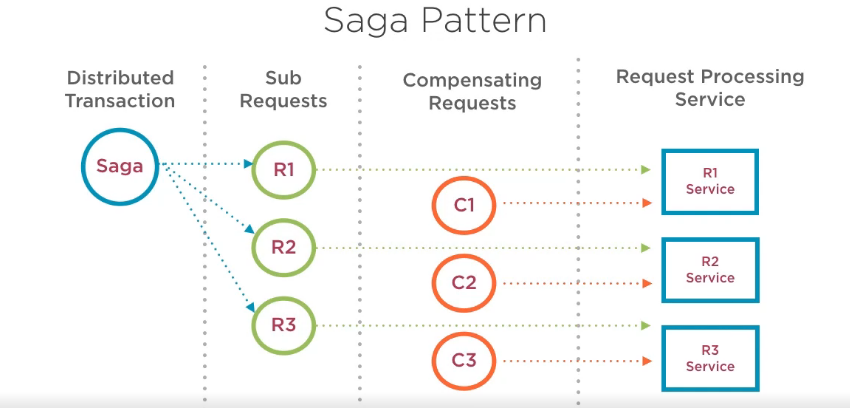 Saga Pattern
Distributed
Transaction
Sub
Requests
Compensating
Requests
Request Processing
Service
Saga
R1
R1
Service
C1
R2
R2
Service
C2
R3
R3
Service
C3